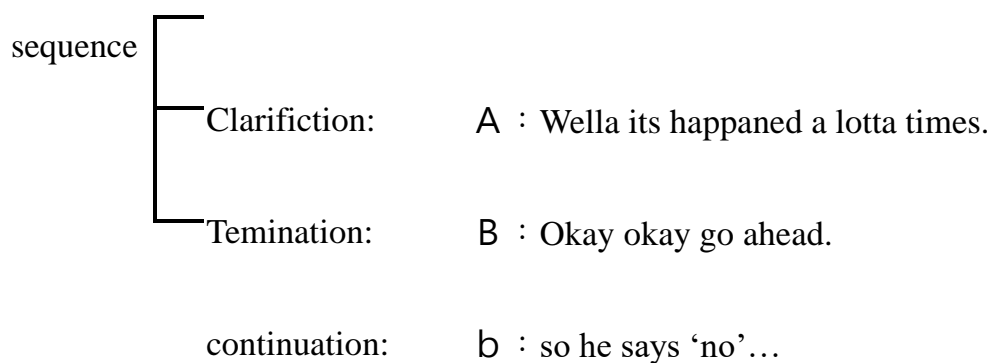 sequence
Clarifiction: A : Wella its happaned a lotta times.
Temination: B : Okay okay go ahead.
continuation: b : so he says ‘no’…